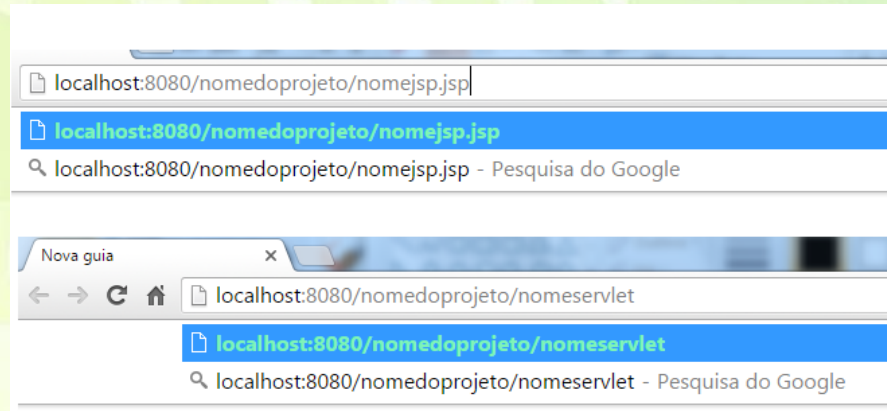 localhost:8080/nomedoprojeto/nomejsp.jsp
localhost:8080/nomedoprojeto/nomejsp.jsp
localhost:8080/nomedoprojeto/nomejsp.jsp - Pesquisa do Google
Nova guia
localhost:8080/nomedoprojeto/nomeservlet
localhost:8080/nomedoprojeto/nomeservlet
localhost:8080/nomedoprojeto/nomeservlet - Pesquisa do Google